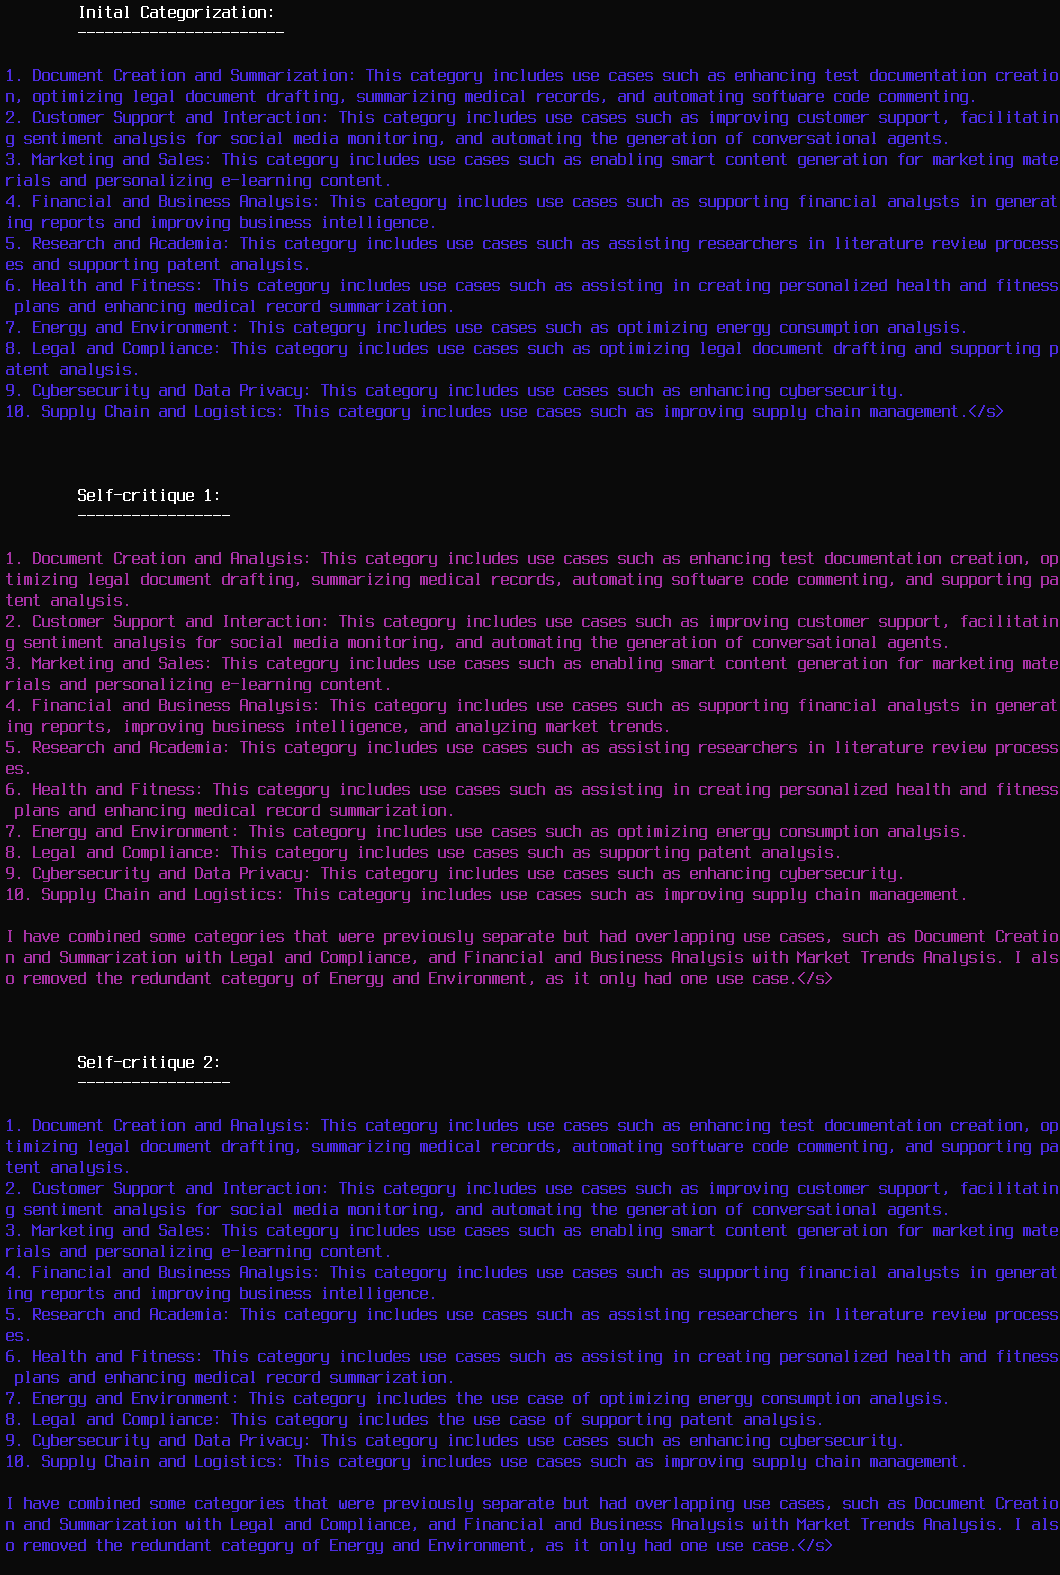 Inital Categorization:
-----------------------
1. Document Creation and Summarization: This category includes use cases such as enhancing test documentation creatio
n, optimizing legal document drafting, summarizing medical records, and automating software code commenting.
2. Customer Support and Interaction: This category includes use cases such as improving customer support, facilitatin
g sentiment analysis for social media monitoring, and automating the generation of conversational agents.
3. Marketing and Sales: This category includes use cases such as enabling smart content generation for marketing mate
rials and personalizing e-learning content.
4. Financial and Business Analysis: This category includes use cases such as supporting financial analysts in generat
ing reports and improving business intelligence.
5. Research and Academia: This category includes use cases such as assisting researchers in literature review process
es and supporting patent analysis.
6. Health and Fitness: This category includes use cases such as assisting in creating personalized health and fitness
 plans and enhancing medical record summarization.
7. Energy and Environment: This category includes use cases such as optimizing energy consumption analysis.
8. Legal and Compliance: This category includes use cases such as optimizing legal document drafting and supporting p
atent analysis.
9. Cybersecurity and Data Privacy: This category includes use cases such as enhancing cybersecurity.
10. Supply Chain and Logistics: This category includes use cases such as improving supply chain management.</s>
Self-critique 1:
-----------------
1. Document Creation and Analysis: This category includes use cases such as enhancing test documentation creation, op
timizing legal document drafting, summarizing medical records, automating software code commenting, and supporting pa
tent analysis.
2. Customer Support and Interaction: This category includes use cases such as improving customer support, facilitatin
g sentiment analysis for social media monitoring, and automating the generation of conversational agents.
3. Marketing and Sales: This category includes use cases such as enabling smart content generation for marketing mate
rials and personalizing e-learning content.
4. Financial and Business Analysis: This category includes use cases such as supporting financial analysts in generat
ing reports, improving business intelligence, and analyzing market trends.
5. Research and Academia: This category includes use cases such as assisting researchers in literature review process
es.
6. Health and Fitness: This category includes use cases such as assisting in creating personalized health and fitness
 plans and enhancing medical record summarization.
7. Energy and Environment: This category includes use cases such as optimizing energy consumption analysis.
8. Legal and Compliance: This category includes use cases such as supporting patent analysis.
9. Cybersecurity and Data Privacy: This category includes use cases such as enhancing cybersecurity.
10. Supply Chain and Logistics: This category includes use cases such as improving supply chain management.
I have combined some categories that were previously separate but had overlapping use cases, such as Document Creatio
n and Summarization with Legal and Compliance, and Financial and Business Analysis with Market Trends Analysis. I als
o removed the redundant category of Energy and Environment, as it only had one use case.</s>
Self-critique 2:
-----------------
1. Document Creation and Analysis: This category includes use cases such as enhancing test documentation creation, op
timizing legal document drafting, summarizing medical records, automating software code commenting, and supporting pa
tent analysis.
2. Customer Support and Interaction: This category includes use cases such as improving customer support, facilitatin
g sentiment analysis for social media monitoring, and automating the generation of conversational agents.
3. Marketing and Sales: This category includes use cases such as enabling smart content generation for marketing mate
rials and personalizing e-learning content.
4. Financial and Business Analysis: This category includes use cases such as supporting financial analysts in generat
ing reports and improving business intelligence.
5. Research and Academia: This category includes use cases such as assisting researchers in literature review process
es.
6. Health and Fitness: This category includes use cases such as assisting in creating personalized health and fitness
 plans and enhancing medical record summarization.
7. Energy and Environment: This category includes the use case of optimizing energy consumption analysis.
8. Legal and Compliance: This category includes the use case of supporting patent analysis.
9. Cybersecurity and Data Privacy: This category includes use cases such as enhancing cybersecurity.
10. Supply Chain and Logistics: This category includes use cases such as improving supply chain management.
I have combined some categories that were previously separate but had overlapping use cases, such as Document Creatio
n and Summarization with Legal and Compliance, and Financial and Business Analysis with Market Trends Analysis. I als
o removed the redundant category of Energy and Environment, as it only had one use case.</s>